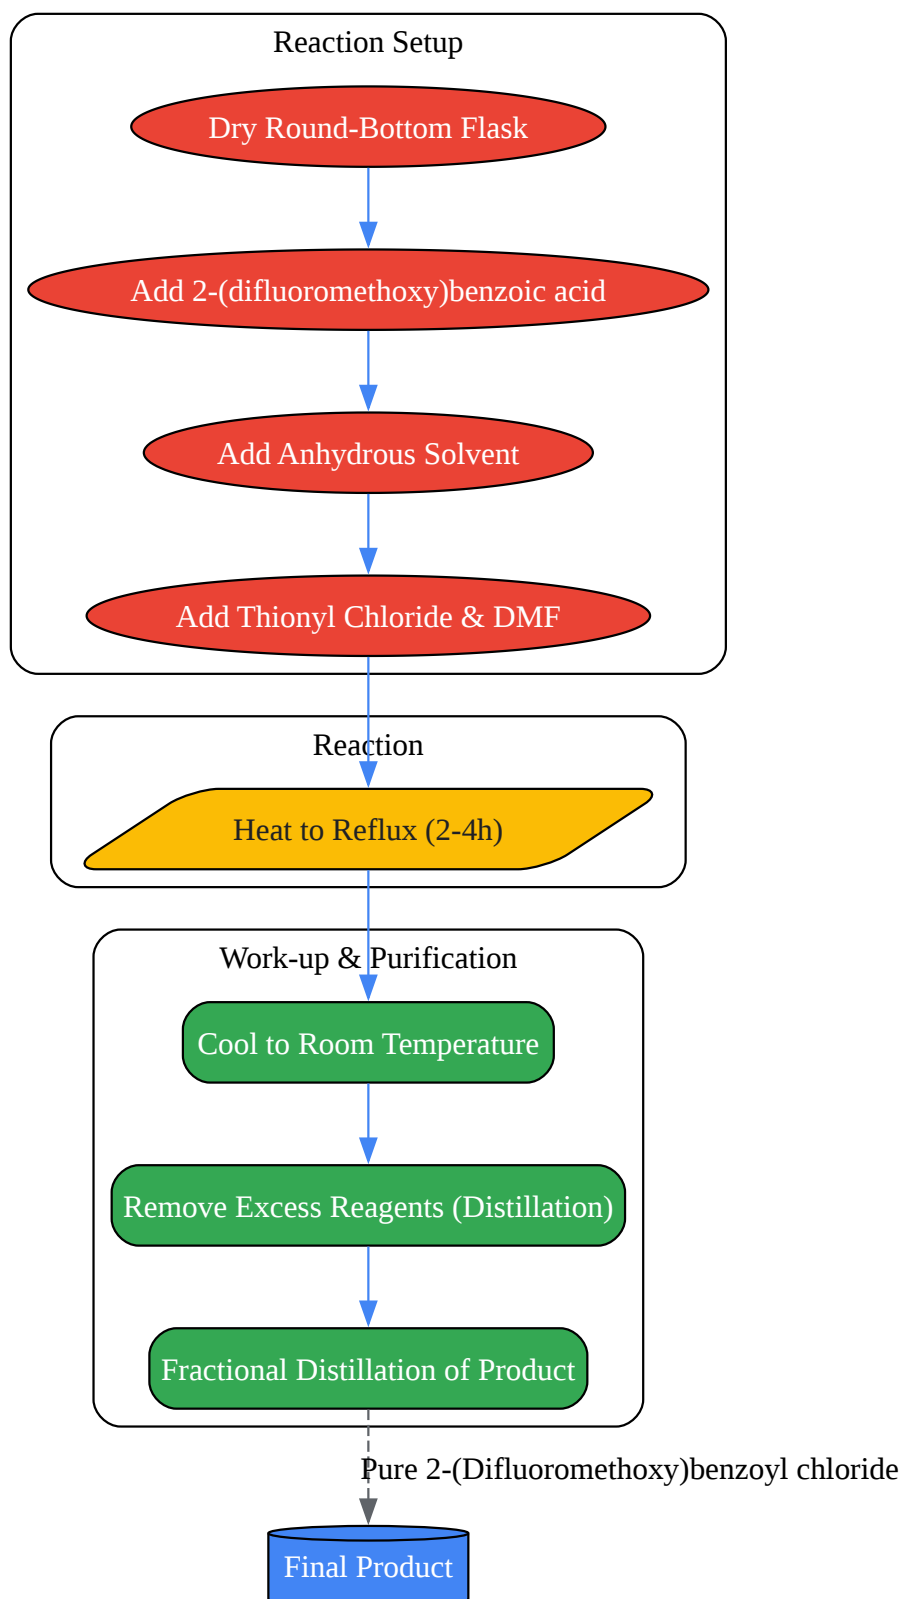 Reaction Setup
Dry Round-Bottom Flask
Add 2-(difluoromethoxy)benzoic acid
Add Anhydrous Solvent
Add Thionyl Chloride & DMF
Reaction
Heat to Reflux (2-4h)
Work-up & Purification
Cool to Room Temperature
Remove Excess Reagents (Distillation)
Fractional Distillation of Product
Pure 2-(Difluoromethoxy)benzoyl chloride
Final Product